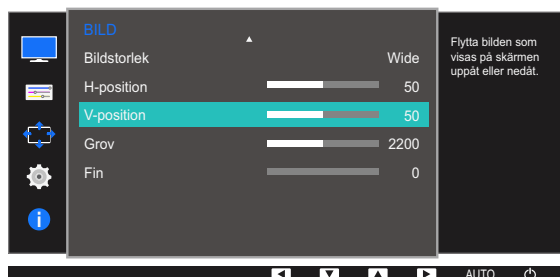 BILD
Bildstorlek Wide
H-position 50
V-position 50
Grov 2200
Fin 0
Flytta bilden som
visas på skärmen
uppåt eller nedåt.
AUTO